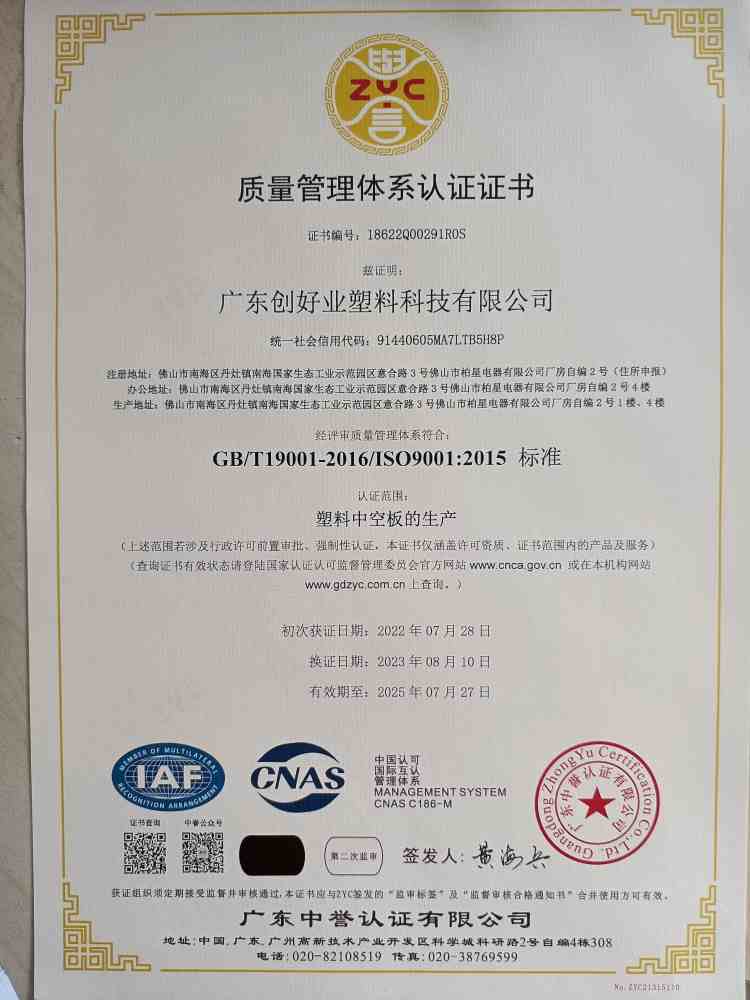 ZYC
质量管理体系认证证书
证书编号：18622Q00291R0S
兹证明：
广东创好业塑料科技有限公司
统一社会信用代码：91440605MA7LTB5H8P
注册地址：佛山市南海区丹灶镇南海国家生态工业示范园区意合路3号佛山市柏星电器有限公司厂房自编2号（住所申报）
办公地址：佛山市南海区丹灶镇南海国家生态工业示范园区意合路3号佛山市柏星电器有限公司厂房自编2号4楼
生产地址：佛山市南海区丹灶镇南海国家生态工业示范园区意合路3号佛山市柏星电器有限公司厂房自编2号1楼、4楼
经评审质量管理体系符合：
GB/T19001-2016/ISO9001:2015 标准
认证范围：
塑料中空板的生产
（上述范围若涉及行政许可前置审批、强制性认证，本证书仅涵盖许可资质、证书范围内的产品及服务）
（查询证书有效状态请登陆国家认证认可监督管理委员会官方网站 www.cnca.gov.cn 或在本机构网站
www.gdzyc.com.cn 上查询。）
初次获证日期：2022 年 07 月 28 日
换证日期：2023 年 08 月 10 日
有效期至：2025 年 07 月 27 日
MEMBER OF MULTILATERAL
IAF
RECOGNITION ARRANGEMENT
CNAS
中国认可
国际互认
管理体系
MANAGEMENT SYSTEM
CNAS C186-M
Guangdong ZhongYu Certification Co.,Ltd.
广东中誉认证有限公司
证书查询
中誉公众号
第二次监审
签发人：黄海兵
获证组织须定期接受监督并审核通过，本证书应与ZYC签发的“监审标签”及“监督审核合格通知书”合并使用方可有效。
广东中誉认证有限公司
地址：中国，广东，广州高新技术产业开发区科学城科研路2号自编4栋308
电话：020-82108519 传真：020-38769599
No.ZYC21315110